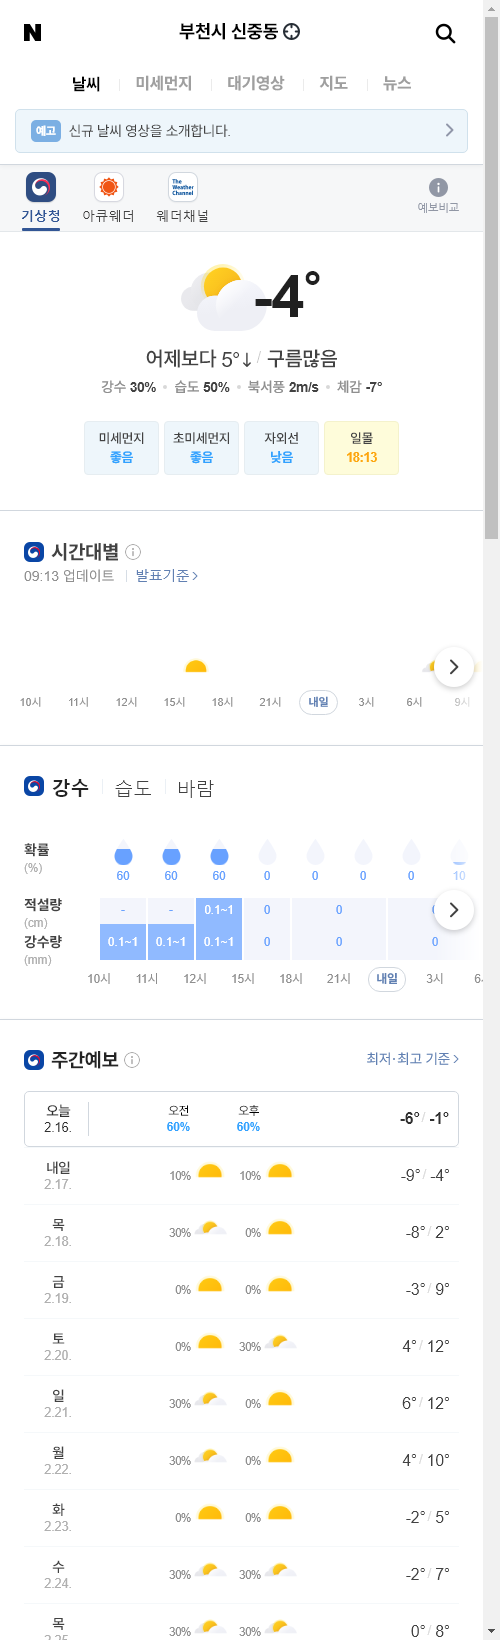 N
부천시 신중동
날씨 미세먼지 대기영상 지도 뉴스
예고 신규 날씨 영상을 소개합니다.
The Weather Channel
기상청 아큐웨더 웨더채널 예보비교
-4°
어제보다 5°↓ / 구름많음
강수 30% • 습도 50% • 북서풍 2m/s • 체감 -7°
미세먼지 초미세먼지 자외선 일몰
좋음 좋음 낮음 18:13
시간대별
09:13 업데이트 발표기준 >
10시 11시 12시 15시 18시 21시 내일 3시 6시 9시
강수 습도 바람
확률
(%)
60 60 60 0 0 0 0 10
적설량 - - 0.1~1 0 0
(cm)
강수량 0.1~1 0.1~1 0.1~1 0 0 0
(mm)
10시 11시 12시 15시 18시 21시 내일 3시
주간예보 최저·최고 기준 >
오늘 오전 오후
2.16. 60% 60% -6° / -1°
내일
2.17. 10% 10% -9° / -4°
목
2.18. 30% 0% -8° / 2°
금
2.19. 0% 0% -3° / 9°
토
2.20. 0% 30% 4° / 12°
일
2.21. 30% 0% 6° / 12°
월
2.22. 30% 0% 4° / 10°
화
2.23. 0% 0% -2° / 5°
수
2.24. 30% 30% -2° / 7°
목
30% 30% 0° / 8°